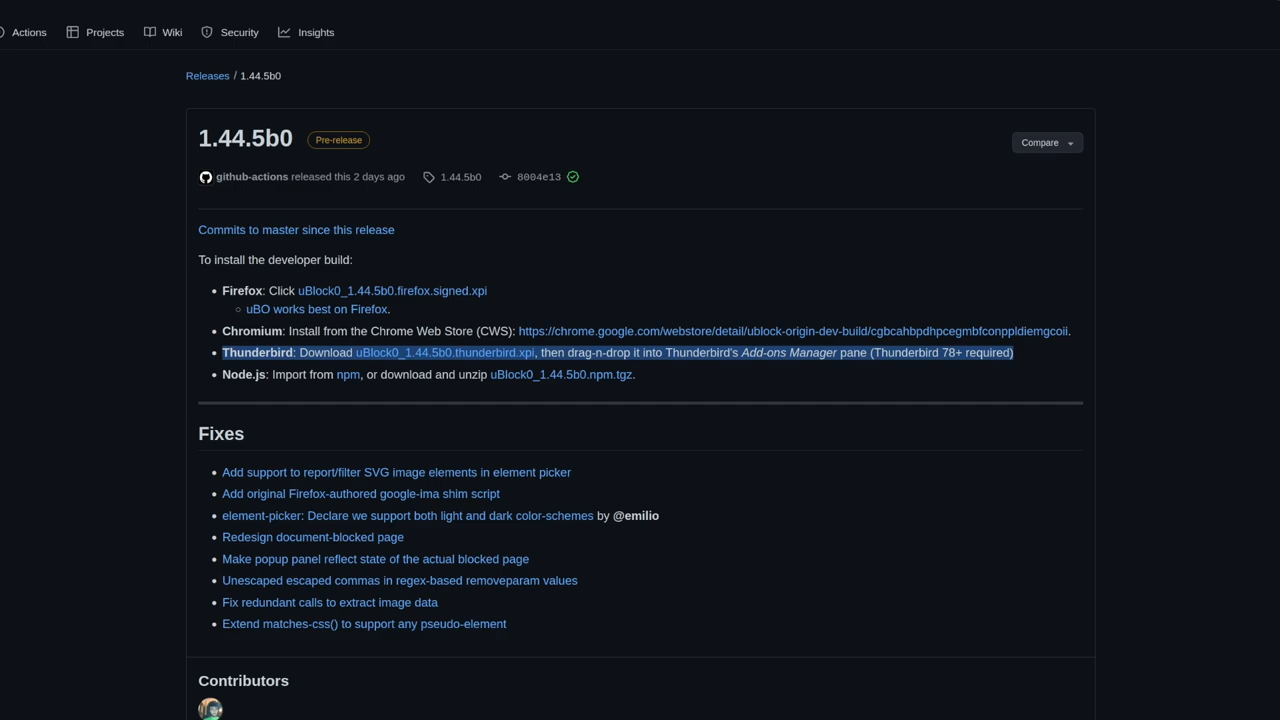 Actions Projects Wiki Security Insights
Releases / 1.44.5b0
1.44.5b0 Pre-release
Compare
github-actions released this 2 days ago 1.44.5b0 8004e13
Commits to master since this release
To install the developer build:
Firefox: Click uBlock0_1.44.5b0.firefox.signed.xpi
uBO works best on Firefox.
Chromium: Install from the Chrome Web Store (CWS): https://chrome.google.com/webstore/detail/ublock-origin-dev-build/cgbcahbpdhpcegmbfconppldiemgcoii.
Thunderbird: Download uBlock0_1.44.5b0.thunderbird.xpi, then drag-n-drop it into Thunderbird's Add-ons Manager pane (Thunderbird 78+ required)
Node.js: Import from npm, or download and unzip uBlock0_1.44.5b0.npm.tgz.
Fixes
Add support to report/filter SVG image elements in element picker
Add original Firefox-authored google-ima shim script
element-picker: Declare we support both light and dark color-schemes by @emilio
Redesign document-blocked page
Make popup panel reflect state of the actual blocked page
Unescaped escaped commas in regex-based removeparam values
Fix redundant calls to extract image data
Extend matches-css() to support any pseudo-element
Contributors